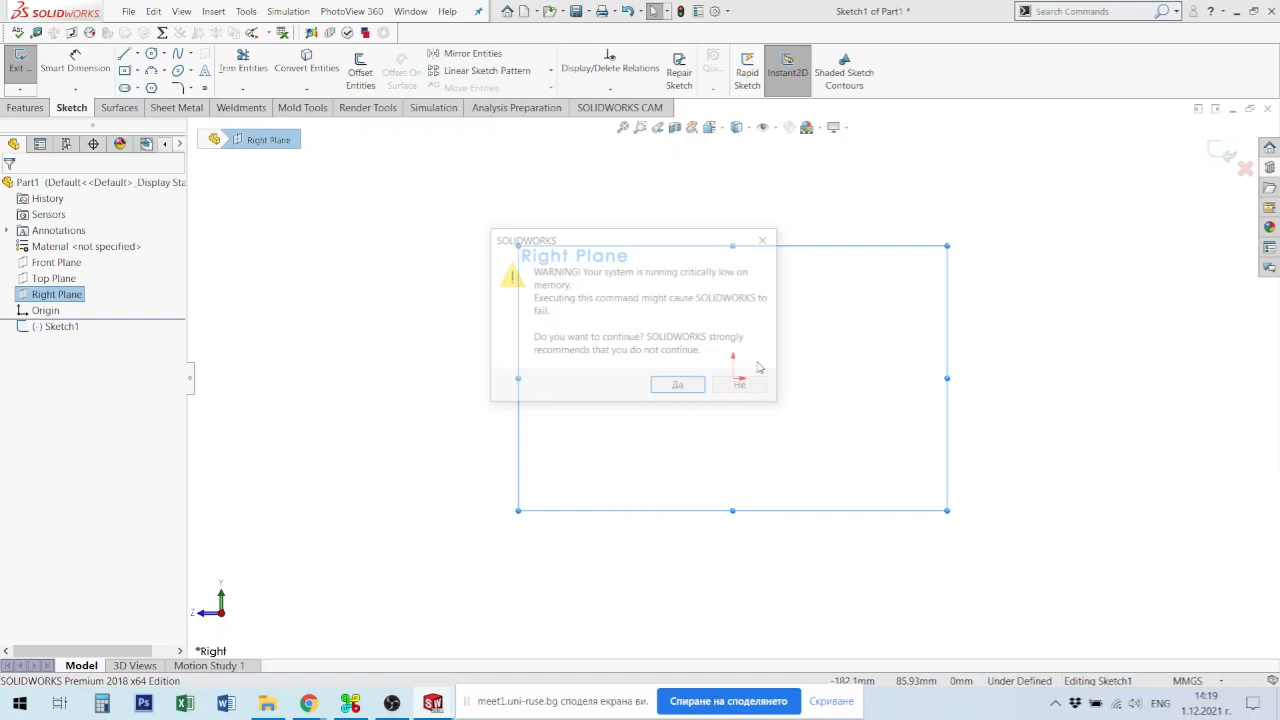 SOLIDWORKS File Edit View Insert Tools Simulation PhotoView 360 Window Help Sketch1 of Part1 * Search Commands
Exit ... Smart Dimension Trim Entities Convert Entities Offset Entities Offset On Surface Mirror Entities Linear Sketch Pattern Move Entities Display/Delete Relations Repair Sketch Qui... Rapid Sketch Instant2D Shaded Sketch Contours
Features Sketch Surfaces Sheet Metal Weldments Mold Tools Render Tools Simulation Analysis Preparation SOLIDWORKS CAM
Right Plane
Part1 (Default<<Default>_Display Sta
History
Sensors
Annotations
Material <not specified>
Front Plane
Top Plane
Right Plane
Origin
(-) Sketch1
SOLIDWORKS
Right Plane
WARNING! Your system is running critically low on
memory.
Executing this command might cause SOLIDWORKS to
fail.
Do you want to continue? SOLIDWORKS strongly
recommends that you do not continue.
Да Не
Y
Z
*Right
Model 3D Views Motion Study 1
SOLIDWORKS Premium 2018 x64 Edition -182.1mm 85.93mm 0mm Under Defined Editing Sketch1 MMGS
meet1.uni-ruse.bg споделя екрана ви. Спиране на споделянето Скриване
ENG 14:19
1.12.2021 г.